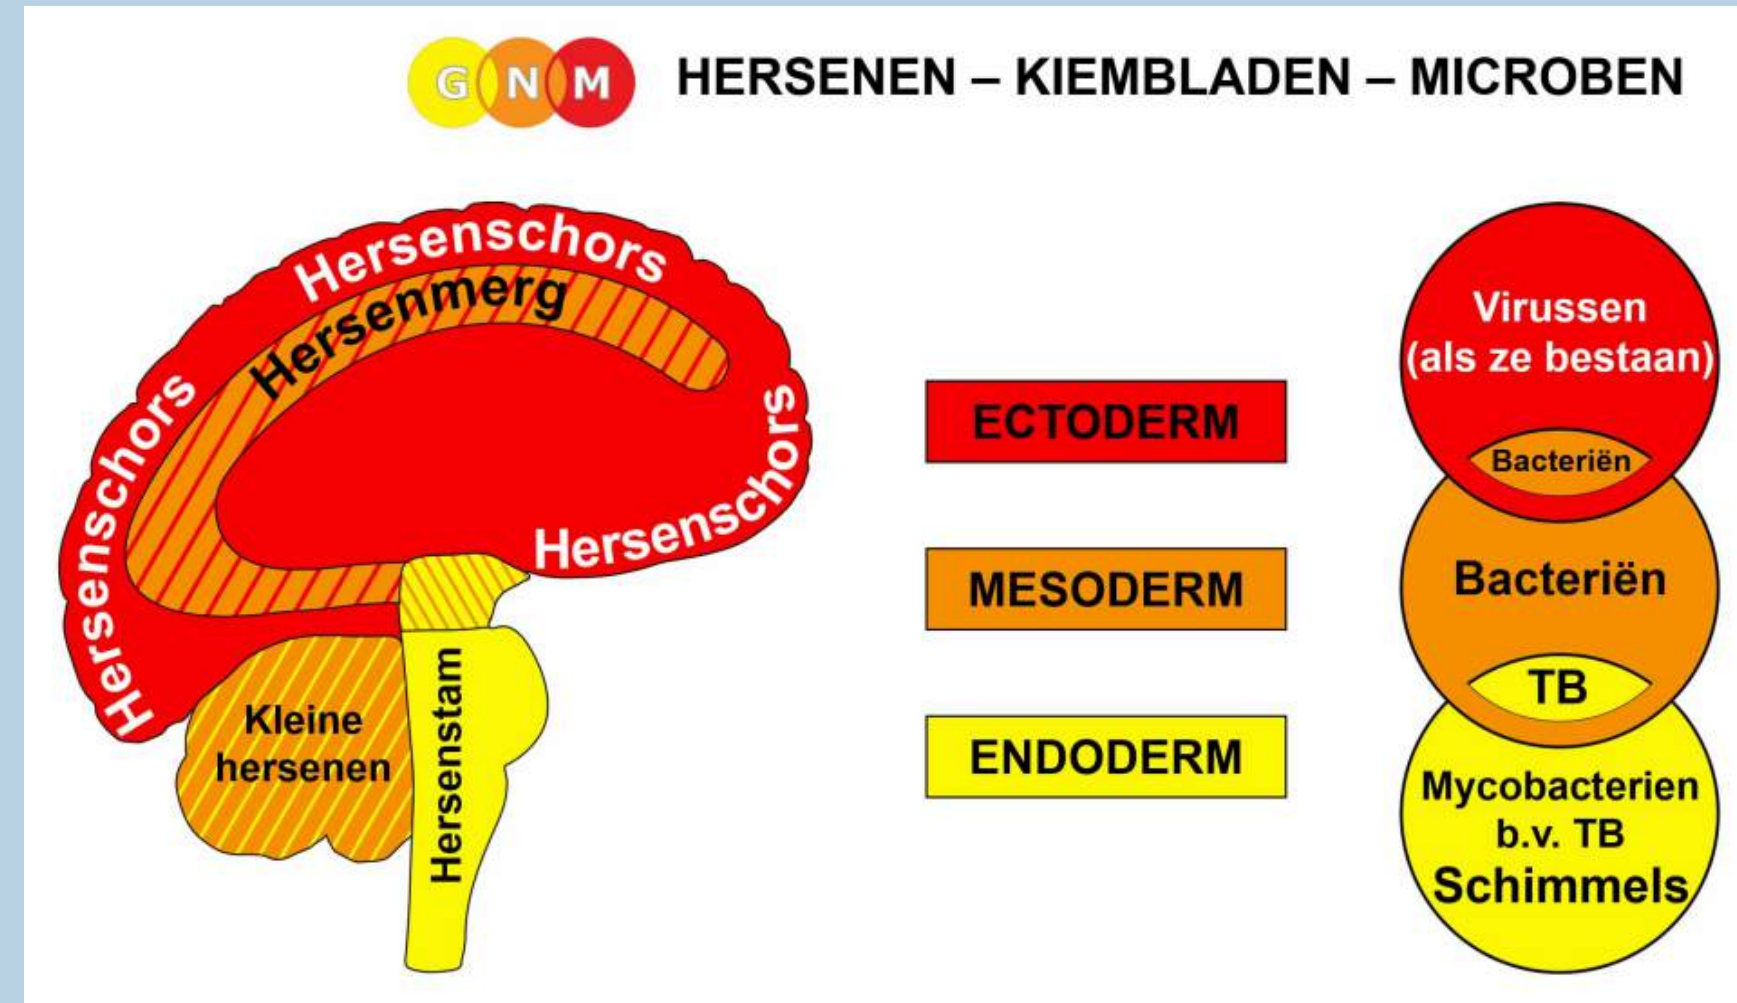 GNM
HERSENEN – KIEMBLADEN – MICROBEN
Hersenschors
Hersenschors
Hersenschors
Hersenmerg
Kleine
hersenen
Hersenstam
ECTODERM
MESODERM
ENDODERM
Virussen
(als ze bestaan)
Bacteriën
Bacteriën
TB
Mycobacterien
b.v. TB
Schimmels